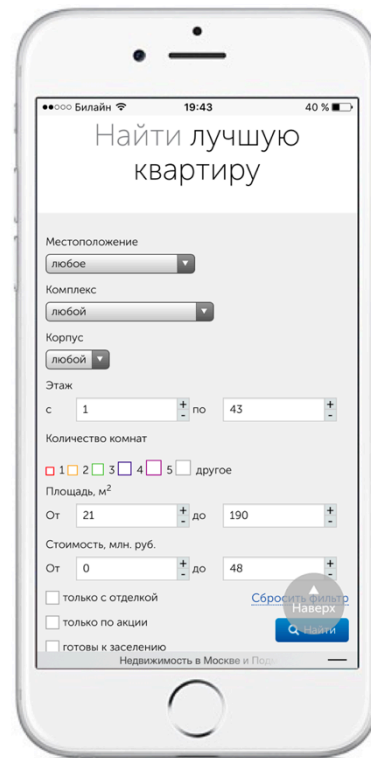 Билайн 19:43 40 %
Найти лучшую
квартиру
Местоположение
любое
Комплекс
любой
Корпус
любой
Этаж
с 1 + - по 43 + -
Количество комнат
1 2 3 4 5 другое
Площадь, м²
От 21 + - до 190 + -
Стоимость, млн. руб.
От 0 + - до 48 + -
только с отделкой Сбросить фильтр
Наверх
только по акции Найти
готовы к заселению
Недвижимость в Москве и